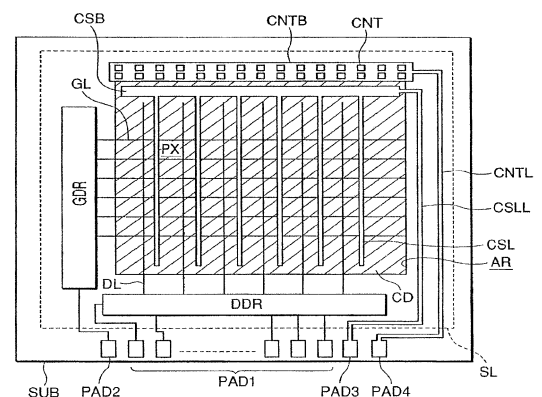 CSB
CNTB
CNT
GL
PX
GDR
CNTL
CSLL
CSL
AR
DL
CD
DDR
SL
SUB
PAD2
PAD1
PAD3
PAD4